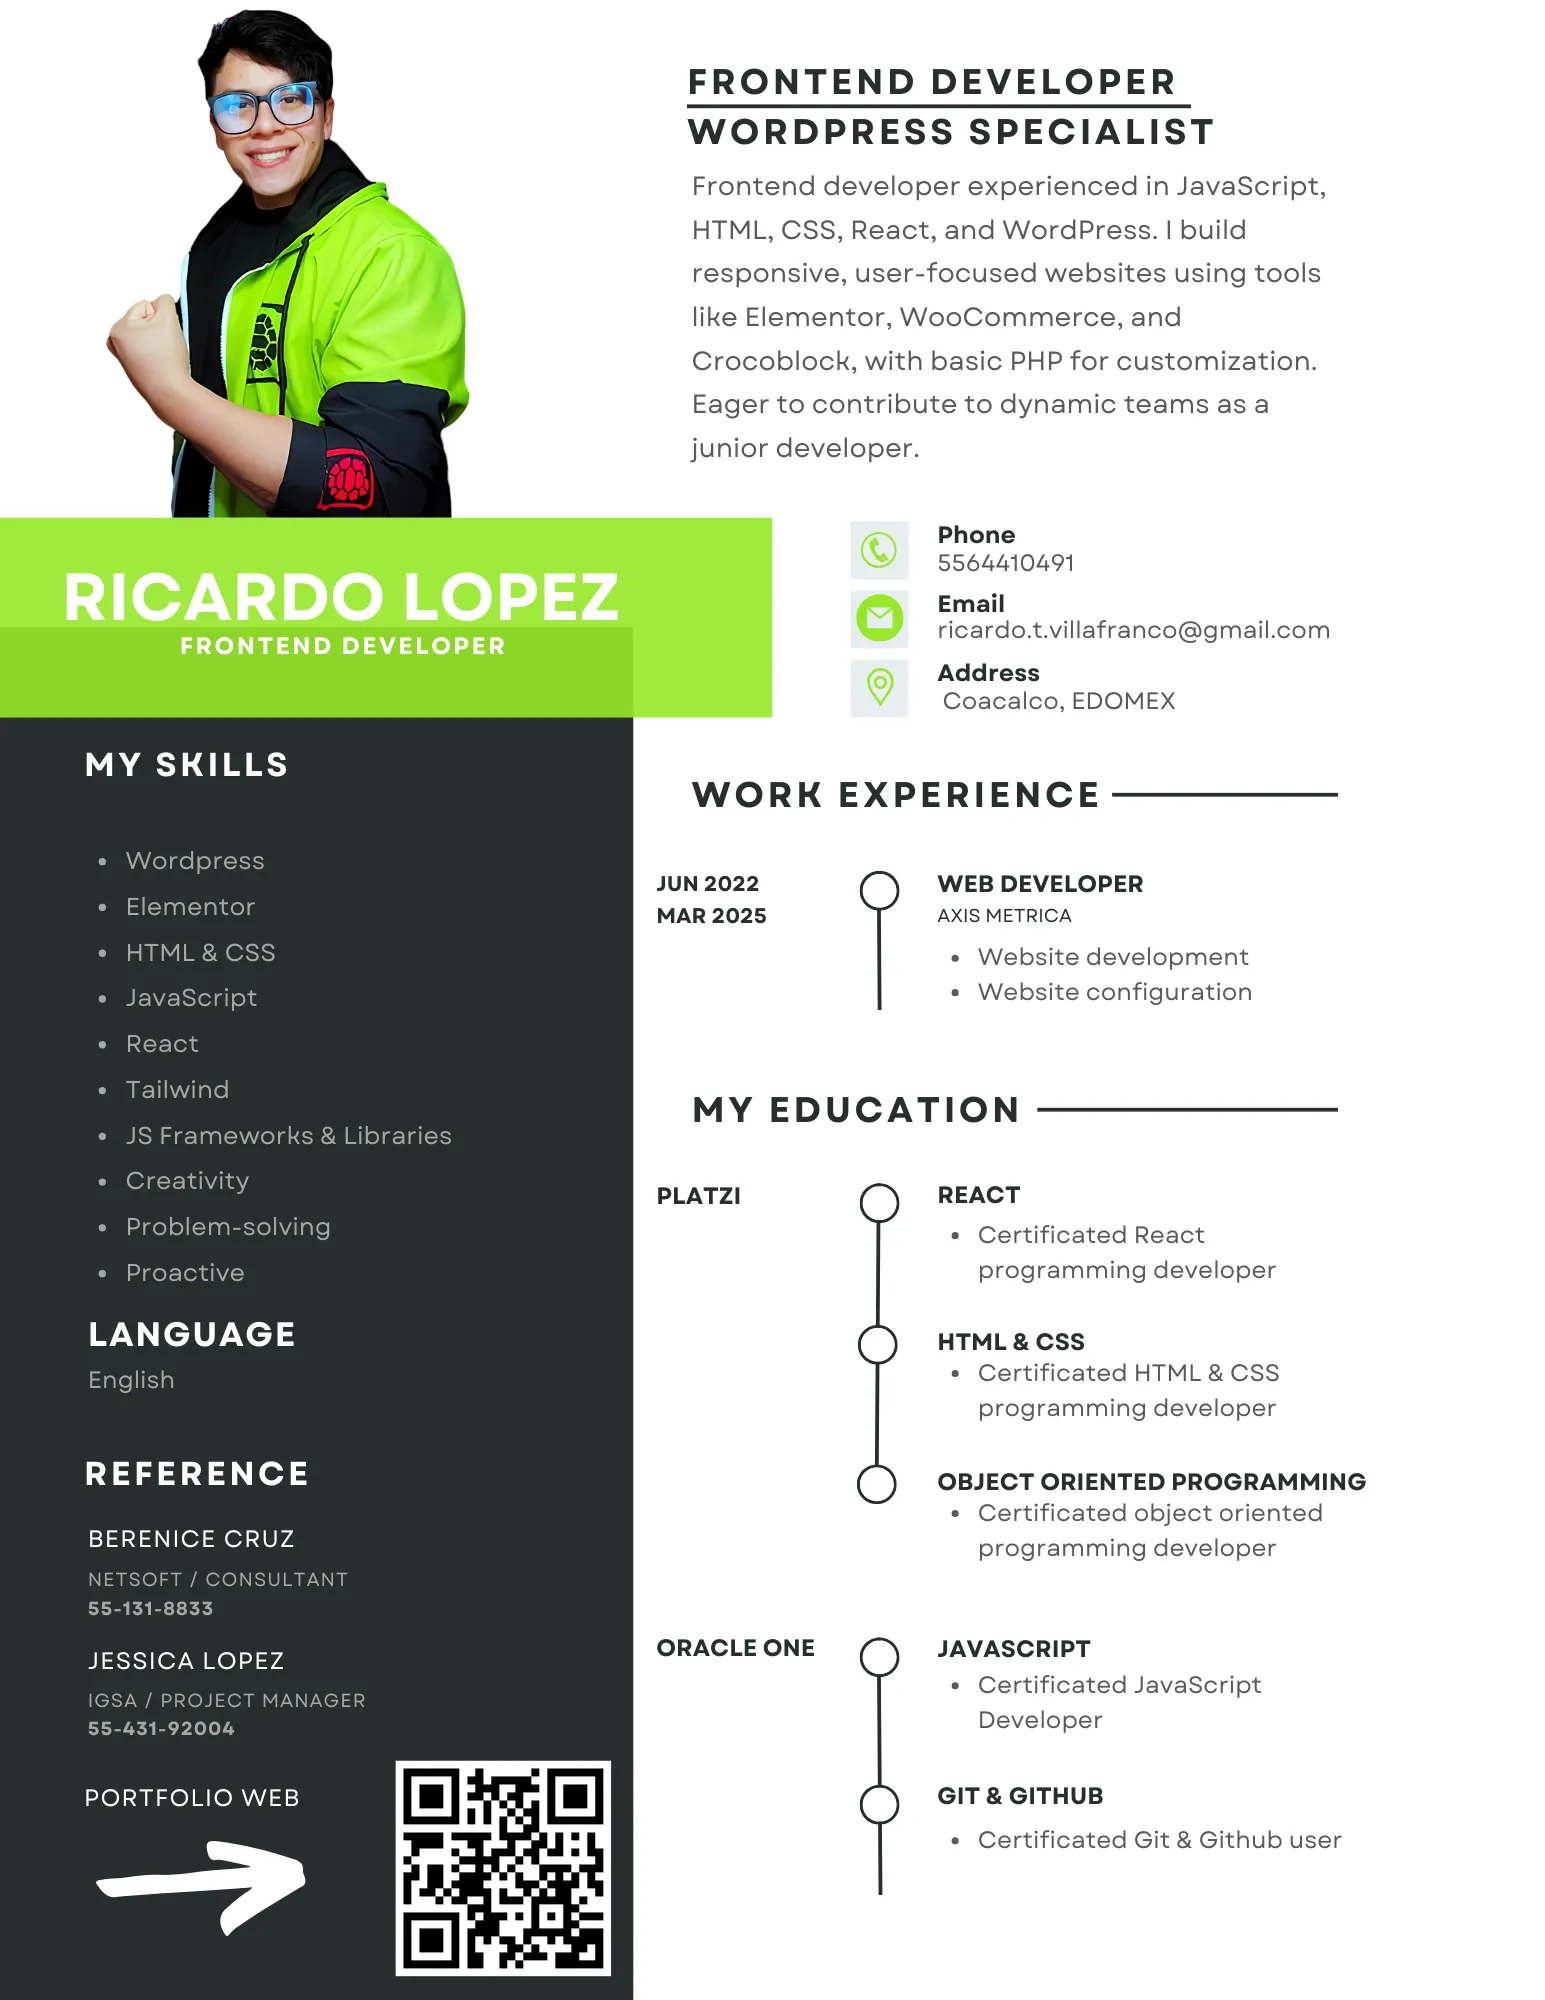 FRONTEND DEVELOPER
WORDPRESS SPECIALIST
Frontend developer experienced in JavaScript,
HTML, CSS, React, and WordPress. I build
responsive, user-focused websites using tools
like Elementor, WooCommerce, and
Crocoblock, with basic PHP for customization.
Eager to contribute to dynamic teams as a
junior developer.
RICARDO LOPEZ
FRONTEND DEVELOPER
Phone
5564410491
Email
ricardo.t.villafranco@gmail.com
Address
Coacalco, EDOMEX
MY SKILLS
• Wordpress
• Elementor
• HTML & CSS
• JavaScript
• React
• Tailwind
• JS Frameworks & Libraries
• Creativity
• Problem-solving
• Proactive
LANGUAGE
English
REFERENCE
BERENICE CRUZ
NETSOFT / CONSULTANT
55-131-8833
JESSICA LOPEZ
IGSA / PROJECT MANAGER
55-431-92004
PORTFOLIO WEB
WORK EXPERIENCE
JUN 2022
MAR 2025
WEB DEVELOPER
AXIS METRICA
• Website development
• Website configuration
MY EDUCATION
PLATZI
REACT
• Certificated React
programming developer
HTML & CSS
• Certificated HTML & CSS
programming developer
OBJECT ORIENTED PROGRAMMING
• Certificated object oriented
programming developer
ORACLE ONE
JAVASCRIPT
• Certificated JavaScript
Developer
GIT & GITHUB
• Certificated Git & Github user